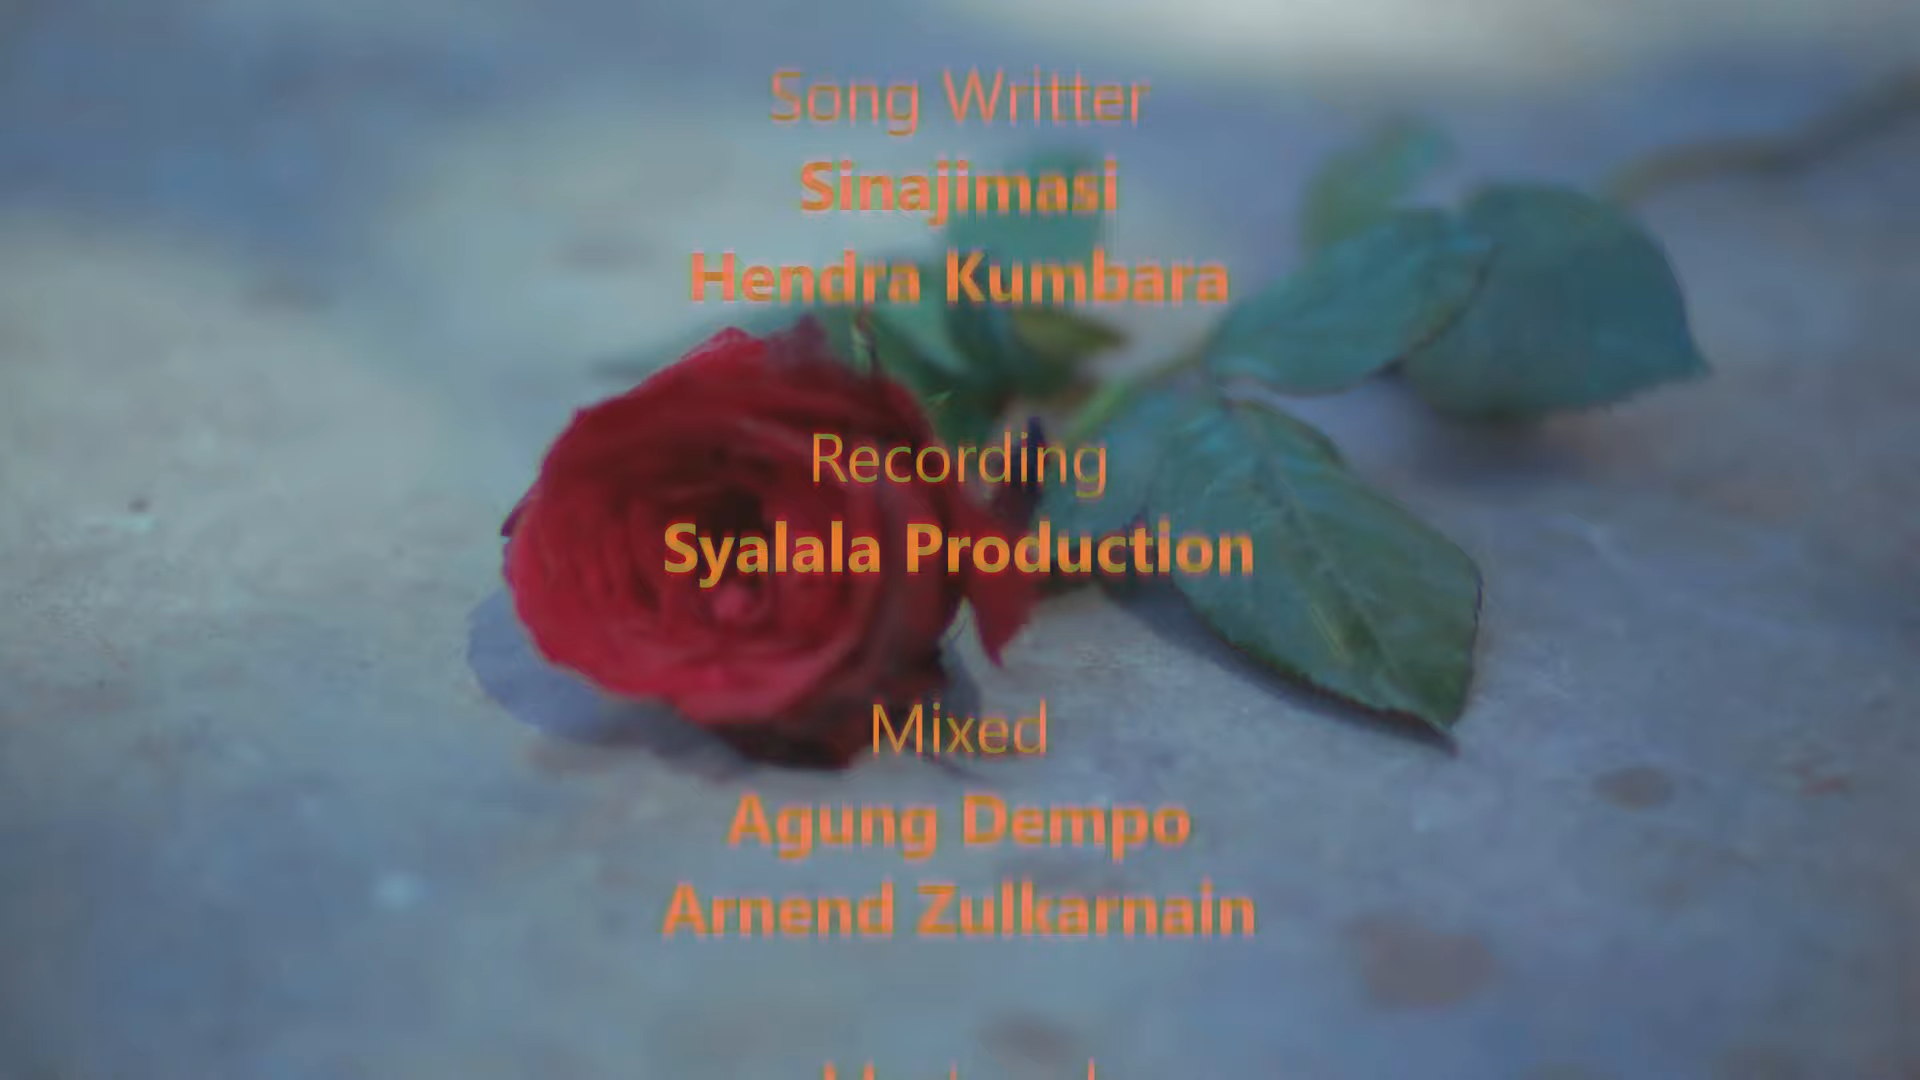 Song Writter
Sinajimasi
Hendra Kumbara
Recording
Syalala Production
Mixed
Agung Dempo
Arnend Zulkarnain